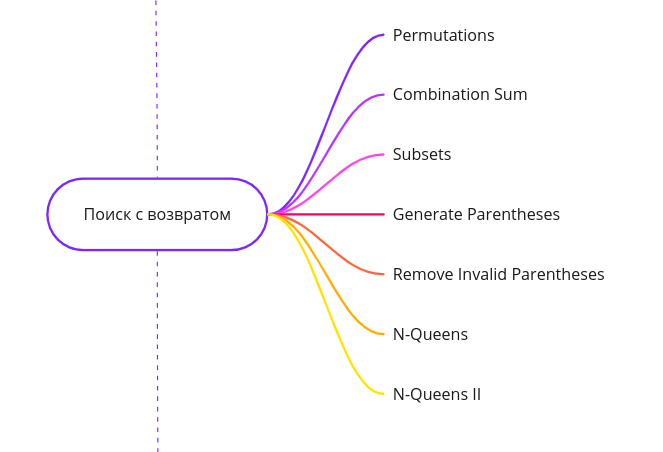 Permutations
Combination Sum
Subsets
Поиск с возвратом
Generate Parentheses
Remove Invalid Parentheses
N-Queens
N-Queens II